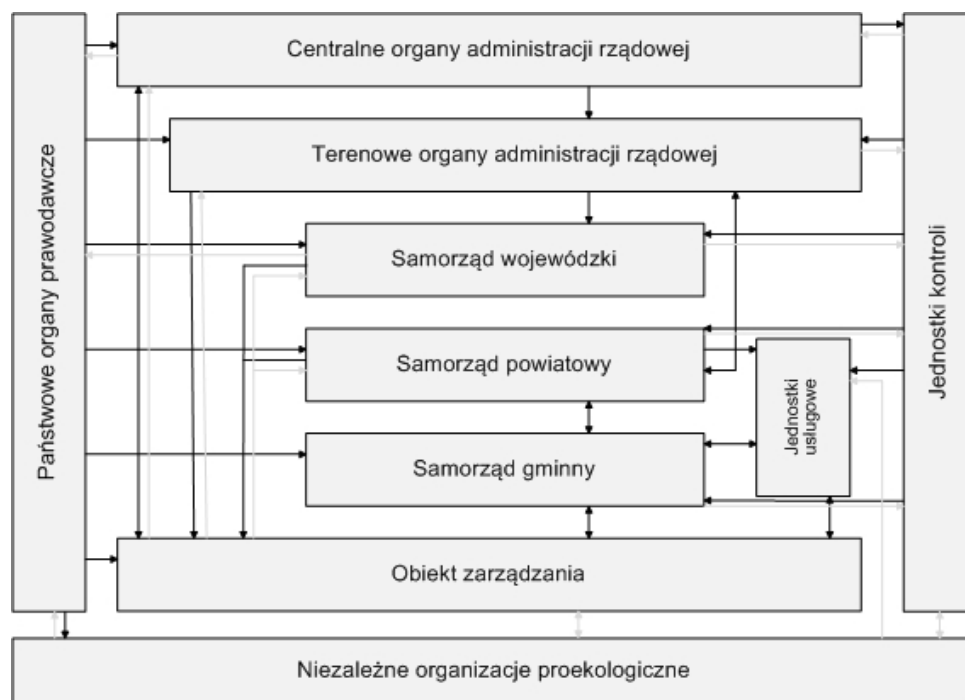 Państwowe organy prawodawcze
Centralne organy administracji rządowej
Terenowe organy administracji rządowej
Samorząd wojewódzki
Samorząd powiatowy
Samorząd gminny
Jednostki
usługowe
Obiekt zarządzania
Jednostki kontroli
Niezależne organizacje proekologiczne